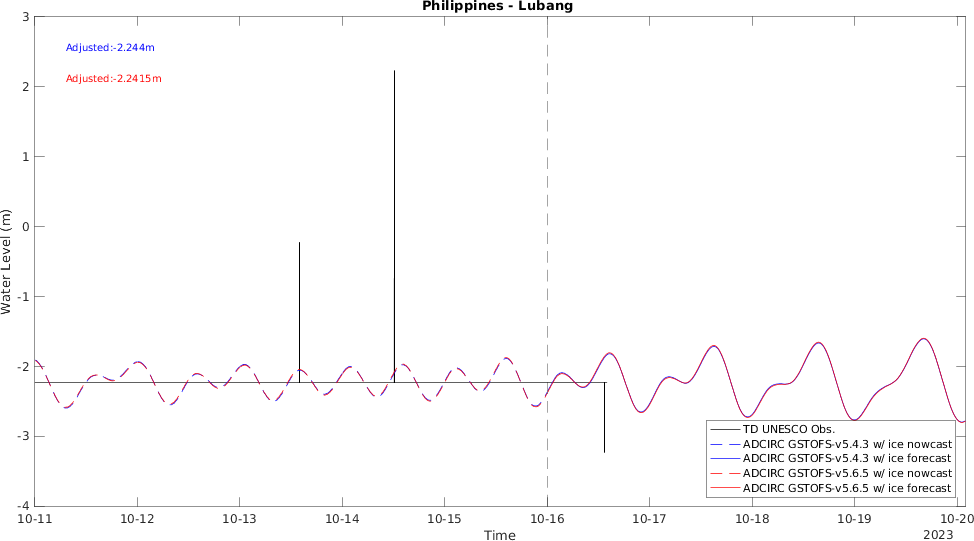 Philippines - Lubang
Adjusted:-2.244m
Adjusted:-2.2415m
Water Level (m)
3
2
1
0
-1
-2
-3
-4
TD UNESCO Obs.
ADCIRC GSTOFS-v5.4.3 w/ ice nowcast
ADCIRC GSTOFS-v5.4.3 w/ ice forecast
ADCIRC GSTOFS-v5.6.5 w/ ice nowcast
ADCIRC GSTOFS-v5.6.5 w/ ice forecast
10-11 10-12 10-13 10-14 10-15 10-16 10-17 10-18 10-19 10-20
Time
2023